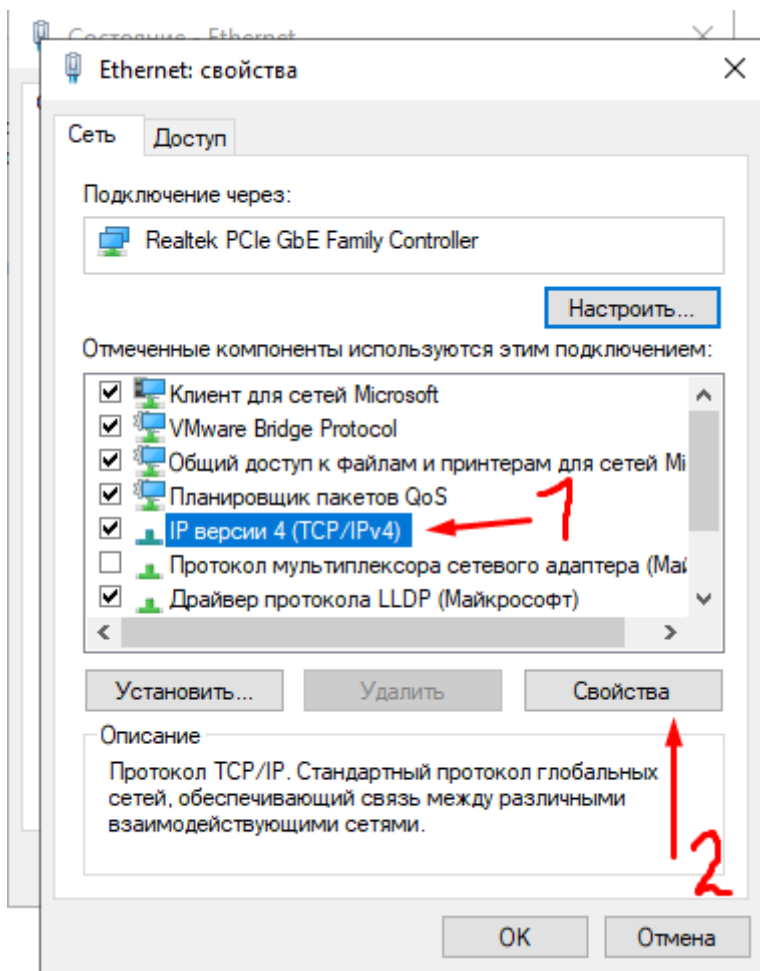 Состояние - Ethernet
Ethernet: свойства
Сеть
Доступ
Подключение через:
Realtek PCIe GbE Family Controller
Настроить...
Отмеченные компоненты используются этим подключением:
Клиент для сетей Microsoft
VMware Bridge Protocol
Общий доступ к файлам и принтерам для сетей Mi
Планировщик пакетов QoS
IP версии 4 (TCP/IPv4)
1
Протокол мультиплексора сетевого адаптера (Май
Драйвер протокола LLDP (Майкрософт)
Установить...
Удалить
Свойства
Описание
Протокол TCP/IP. Стандартный протокол глобальных
сетей, обеспечивающий связь между различными
взаимодействующими сетями.
2
OK
Отмена